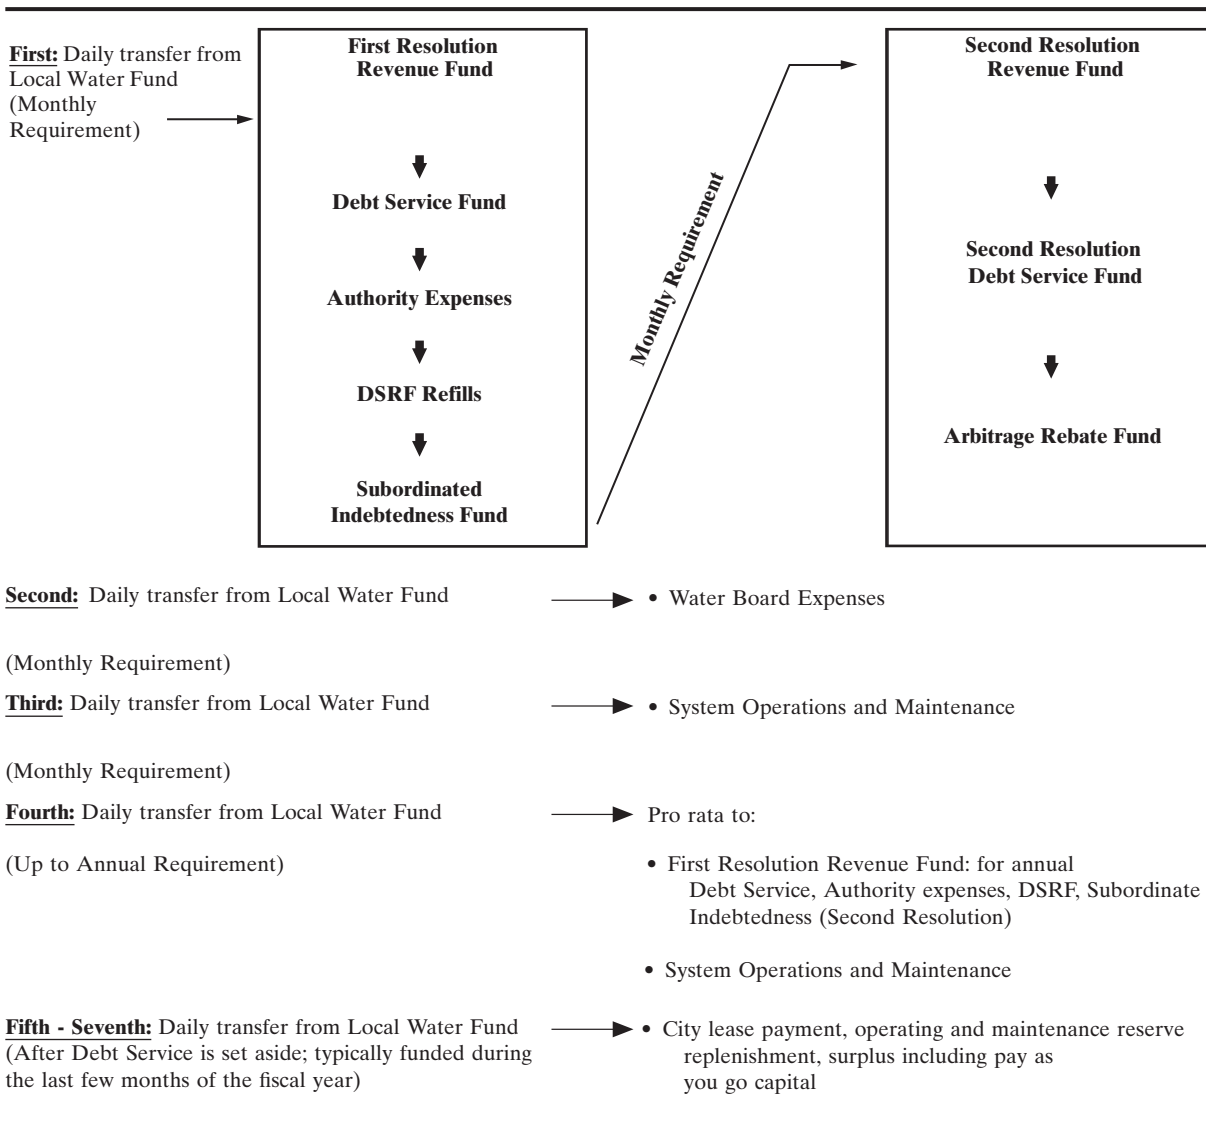 First: Daily transfer from
Local Water Fund
(Monthly
Requirement)
First Resolution
Revenue Fund
Debt Service Fund
Authority Expenses
DSRF Refills
Subordinated
Indebtedness Fund
Monthly Requirement
Second Resolution
Revenue Fund
Second Resolution
Debt Service Fund
Arbitrage Rebate Fund
Second: Daily transfer from Local Water Fund
• Water Board Expenses
(Monthly Requirement)
Third: Daily transfer from Local Water Fund
• System Operations and Maintenance
(Monthly Requirement)
Fourth: Daily transfer from Local Water Fund
Pro rata to:
(Up to Annual Requirement)
• First Resolution Revenue Fund: for annual
Debt Service, Authority expenses, DSRF, Subordinate
Indebtedness (Second Resolution)
• System Operations and Maintenance
Fifth - Seventh: Daily transfer from Local Water Fund
(After Debt Service is set aside; typically funded during
the last few months of the fiscal year)
• City lease payment, operating and maintenance reserve
replenishment, surplus including pay as
you go capital